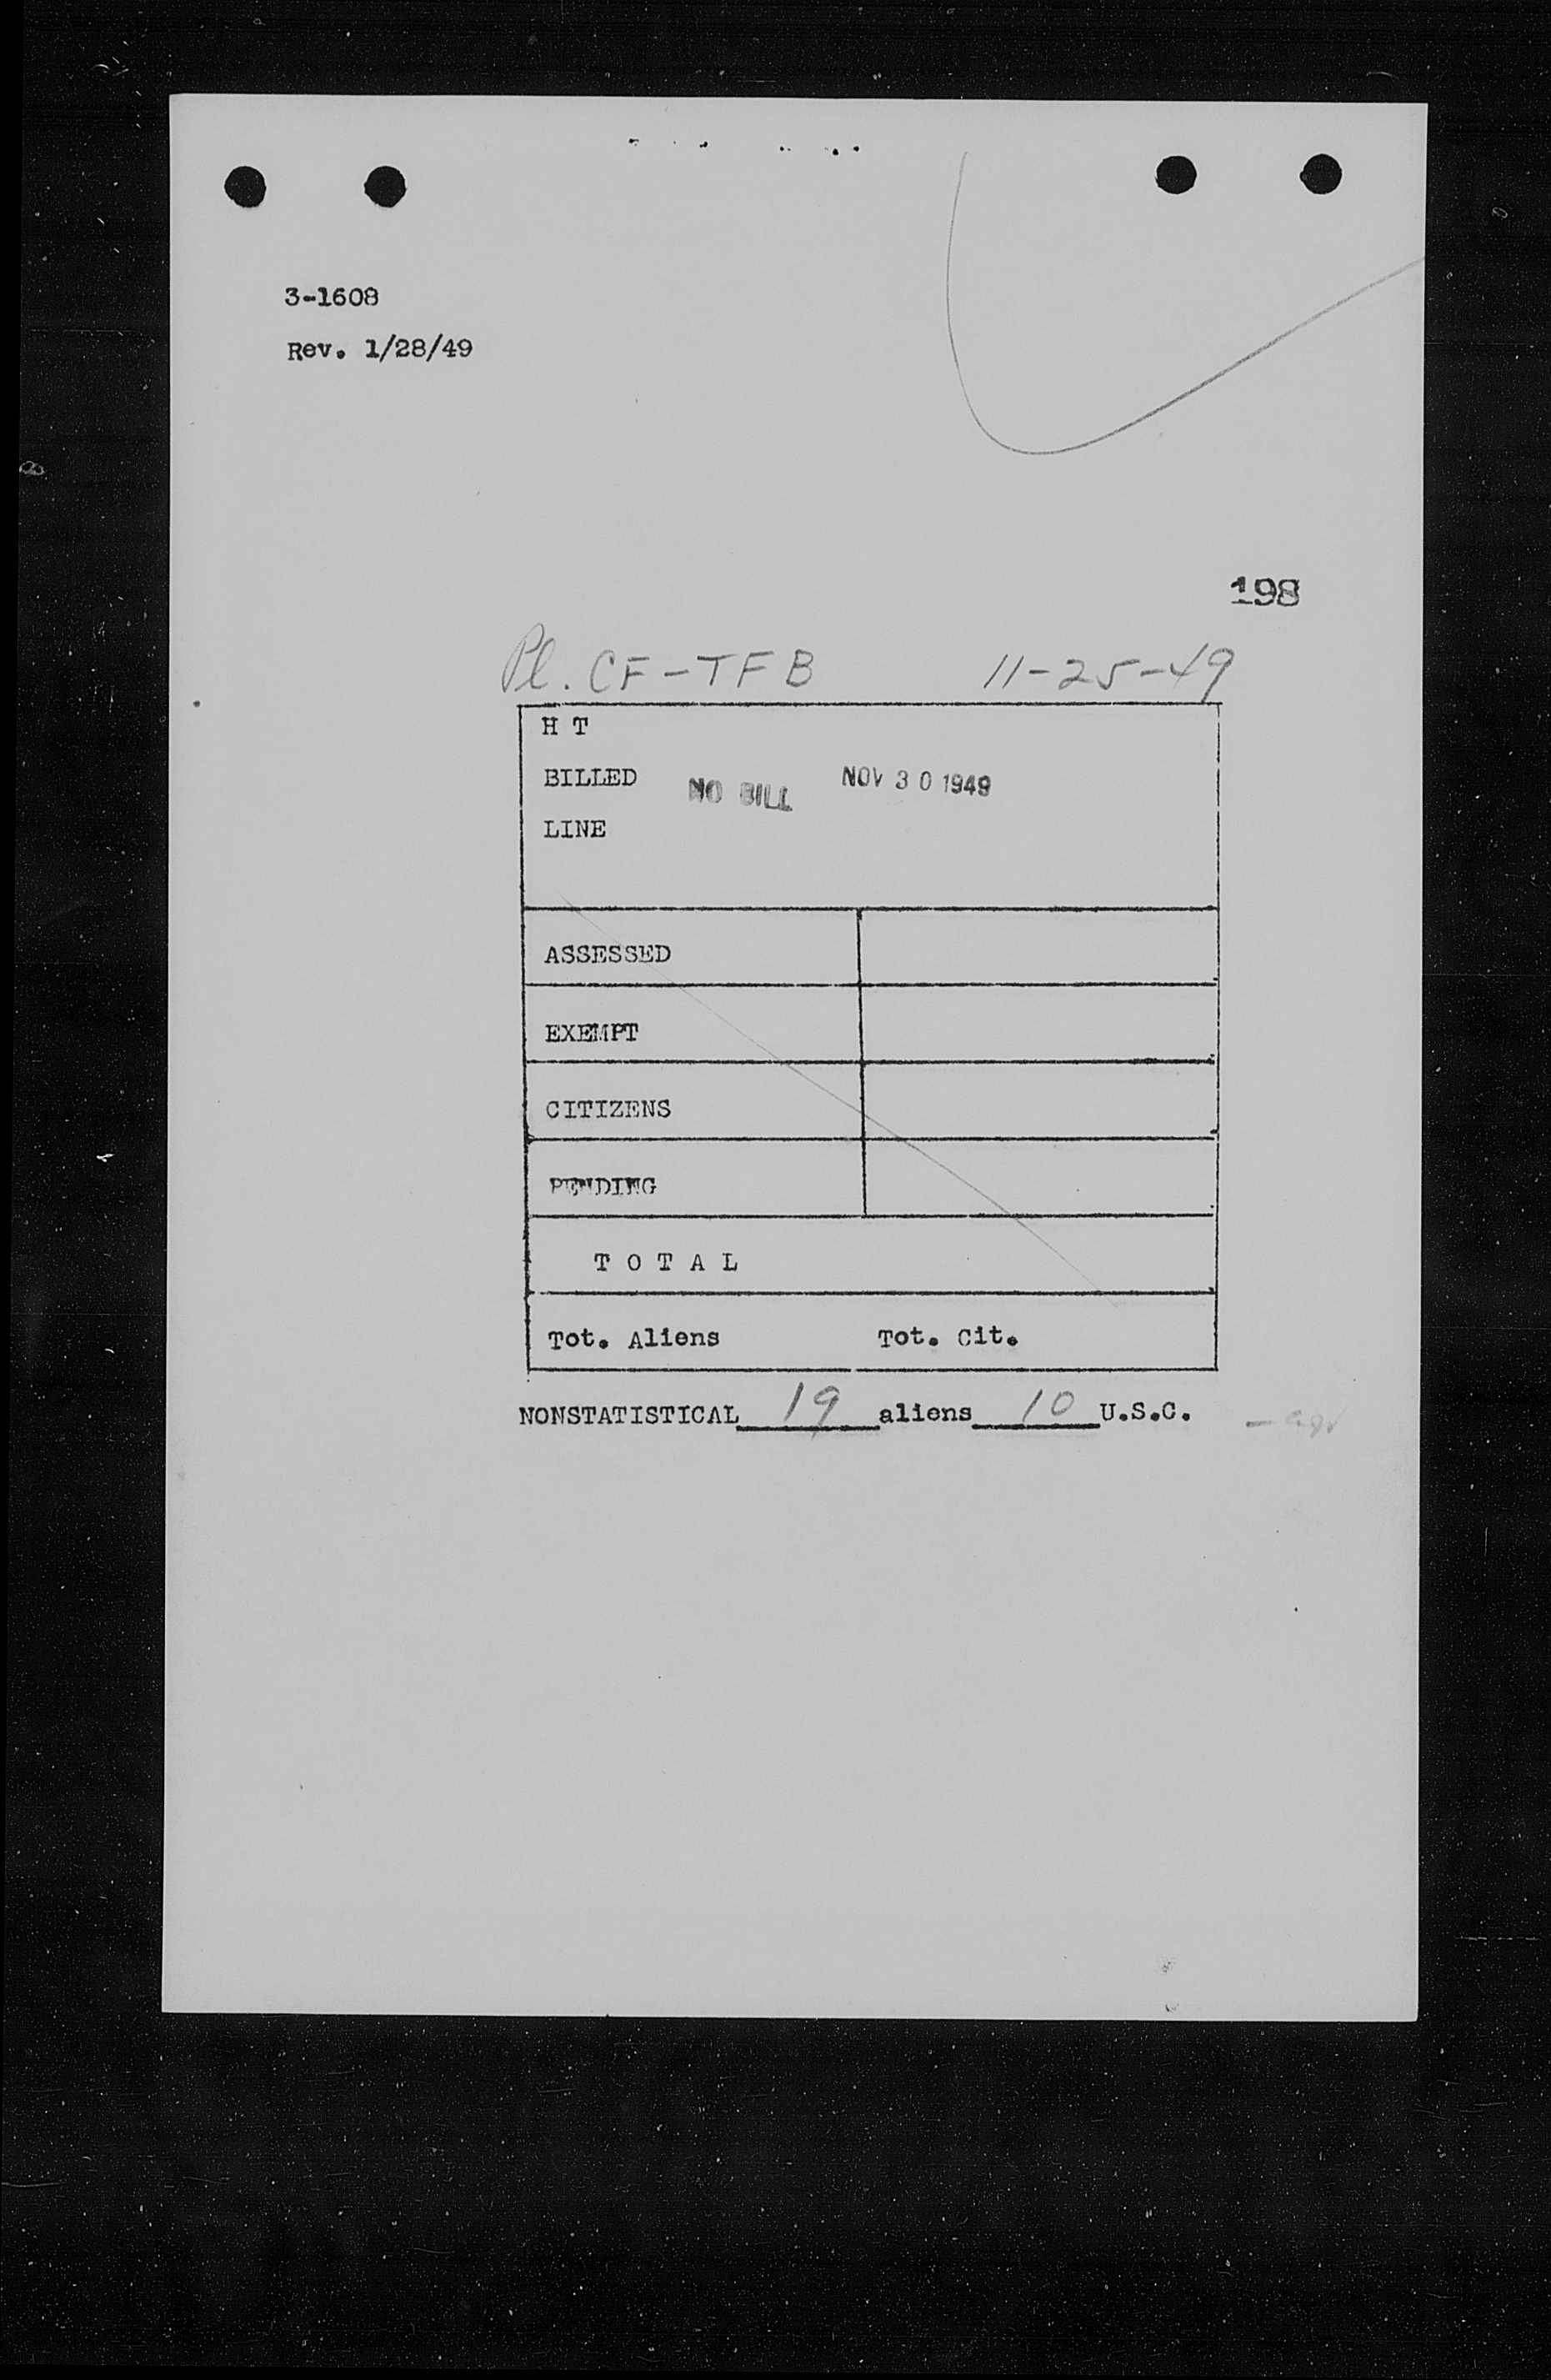 3-1608
Rev. 1/28/49
198
Pl. CF-TFB 11-25-49
H T
BILLED NO BILL NOV 30 1949
LINE
ASSESSED
EXEMPT
CITIZENS
PENDING
T O T A L
Tot. Aliens Tot. Cit.
NONSTATISTICAL 19 aliens 10 U.S.C.